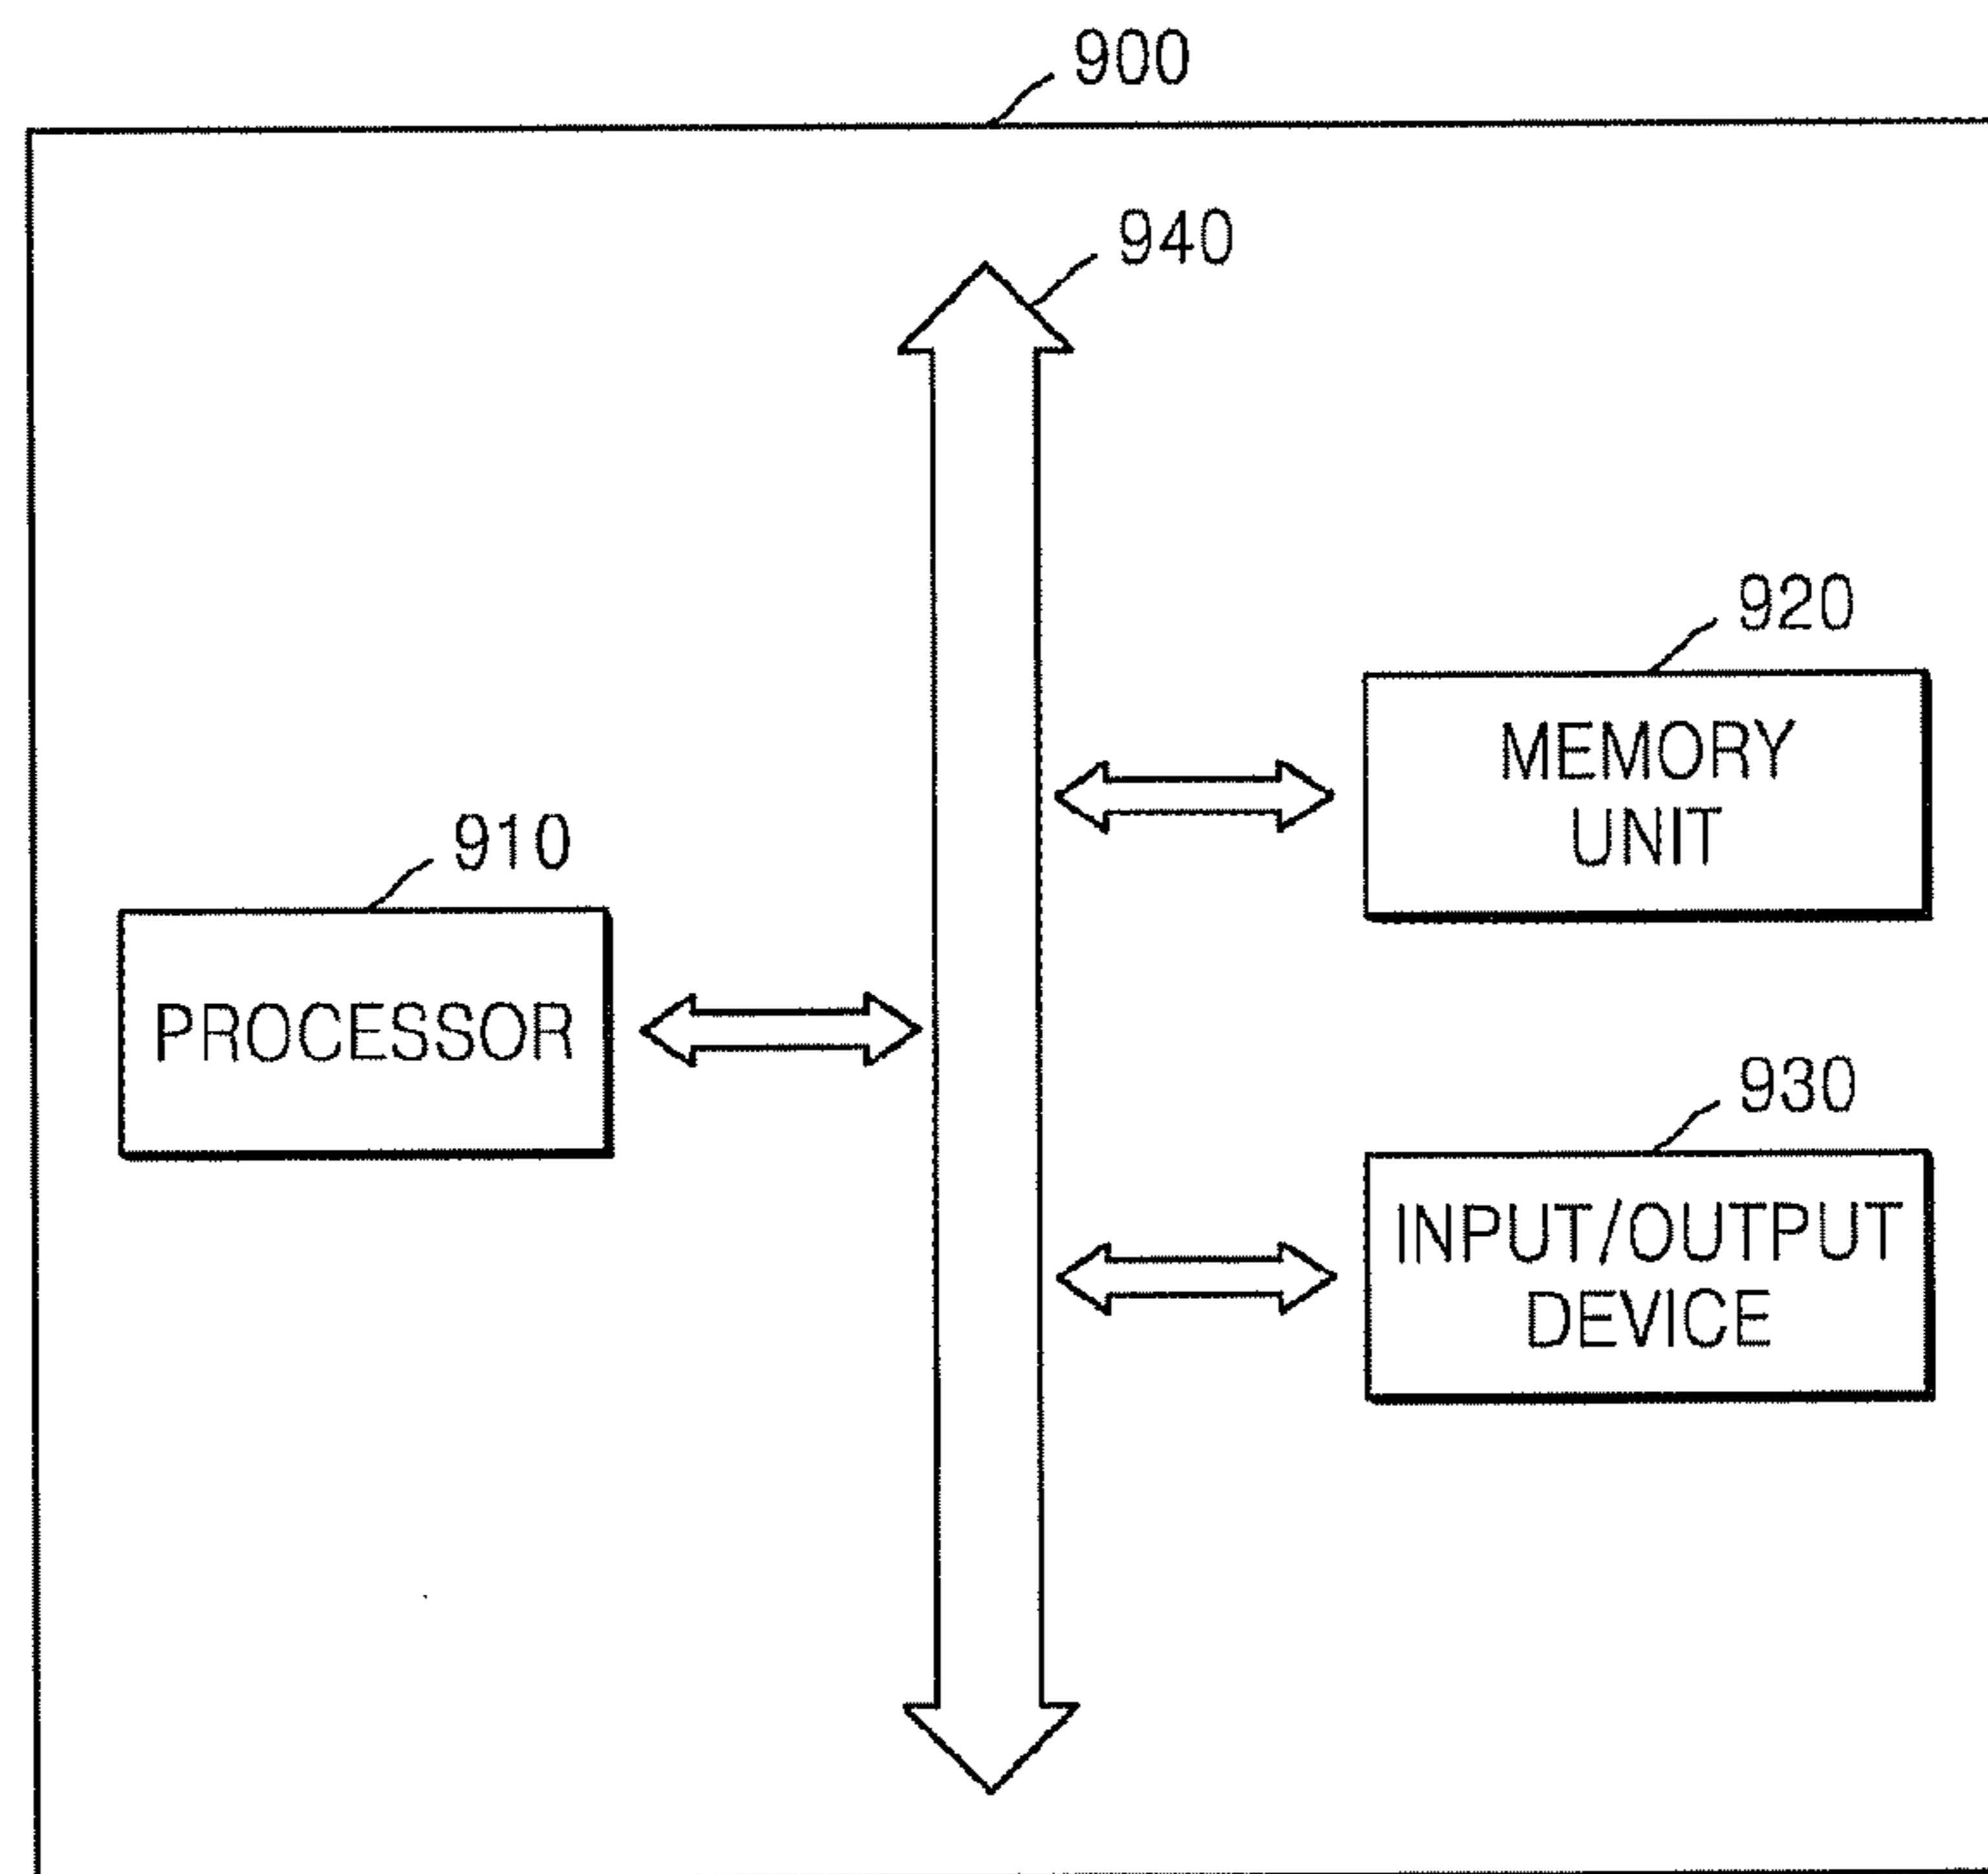 900
940
920
MEMORY
UNIT
910
PROCESSOR
930
INPUT/OUTPUT
DEVICE